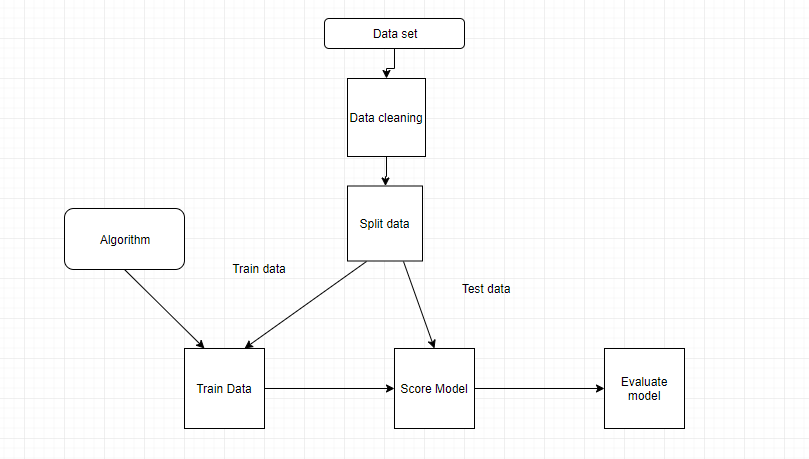 Data set
Data cleaning
Split data
Algorithm
Train data
Test data
Train Data
Score Model
Evaluate
model